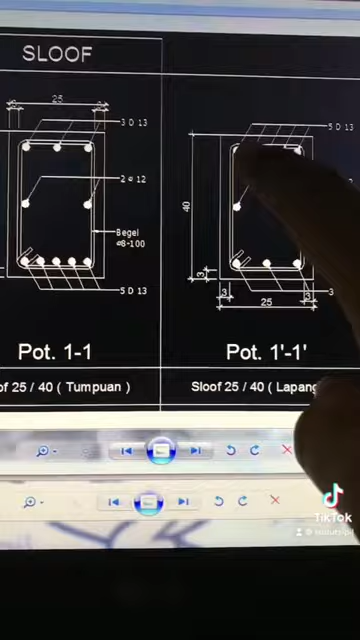 SLOOF
25
3 D 13
2 ø 12
Begel
ø8-100
5 D 13
Pot. 1-1
of 25 / 40 ( Tumpuan )
5 D 13
40
3
3
3
25
3
Pot. 1'-1'
Sloof 25 / 40 ( Lapang
TikTok